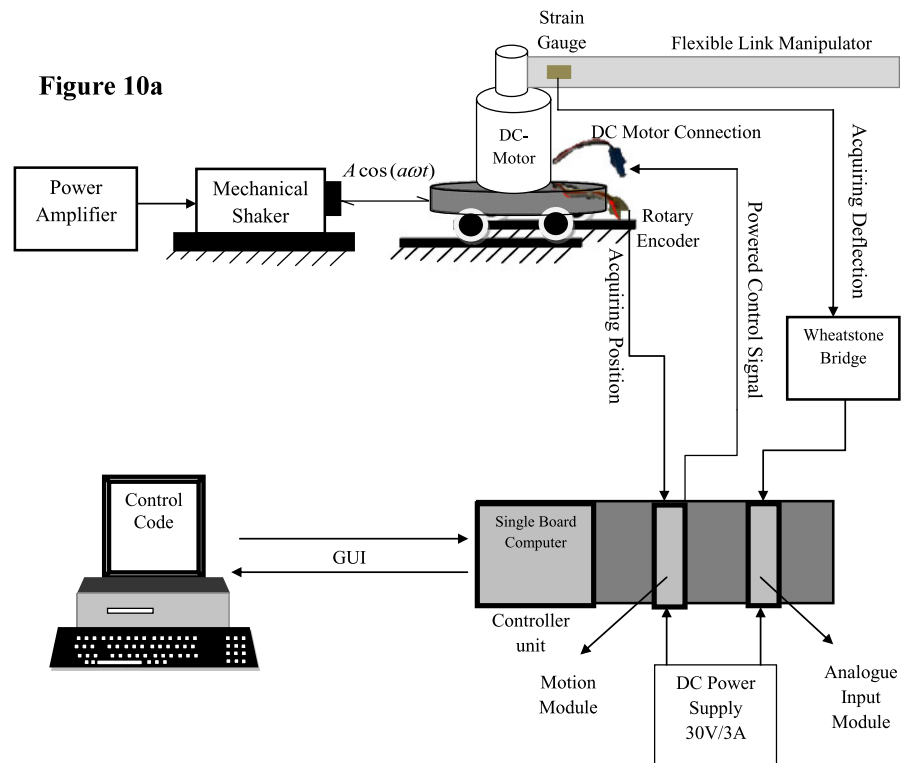 Strain
Gauge
Flexible Link Manipulator
Figure 10a
DC-
Motor
DC Motor Connection
Acquiring Deflection
Power
Amplifier
Mechanical
Shaker
A cos(aωt)
Rotary
Encoder
Acquiring Position
Powered Control Signal
Wheatstone
Bridge
Control
Code
GUI
Single Board
Computer
Controller
unit
Motion
Module
DC Power
Supply
30V/3A
Analogue
Input
Module